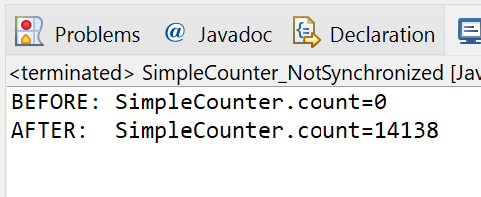 Problems @ Javadoc Declaration
<terminated> SimpleCounter_NotSynchronized [Jav
BEFORE: SimpleCounter.count=0
AFTER:  SimpleCounter.count=14138